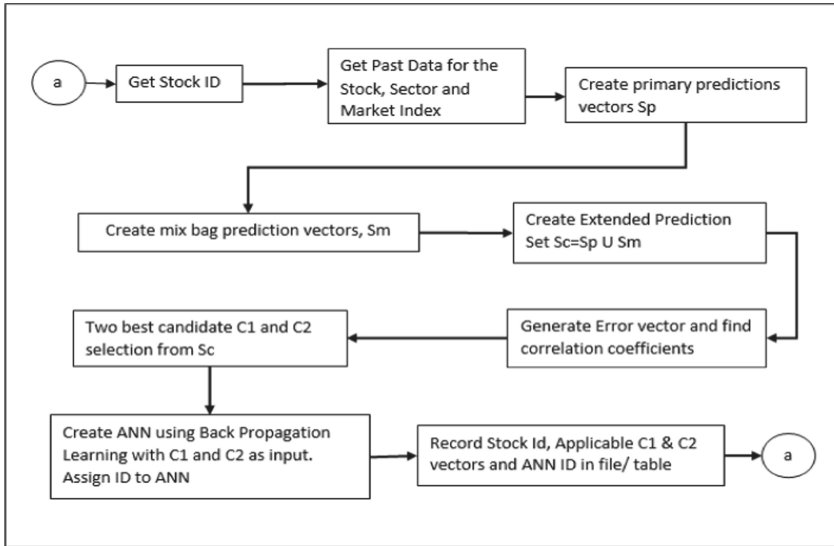 a
Get Stock ID
Get Past Data for the
Stock, Sector and
Market Index
Create primary predictions
vectors Sp
Create mix bag prediction vectors, Sm
Create Extended Prediction
Set Sc=Sp U Sm
Two best candidate C1 and C2
selection from Sc
Generate Error vector and find
correlation coefficients
Create ANN using Back Propagation
Learning with C1 and C2 as input.
Assign ID to ANN
Record Stock Id, Applicable C1 & C2
vectors and ANN ID in file/ table
a